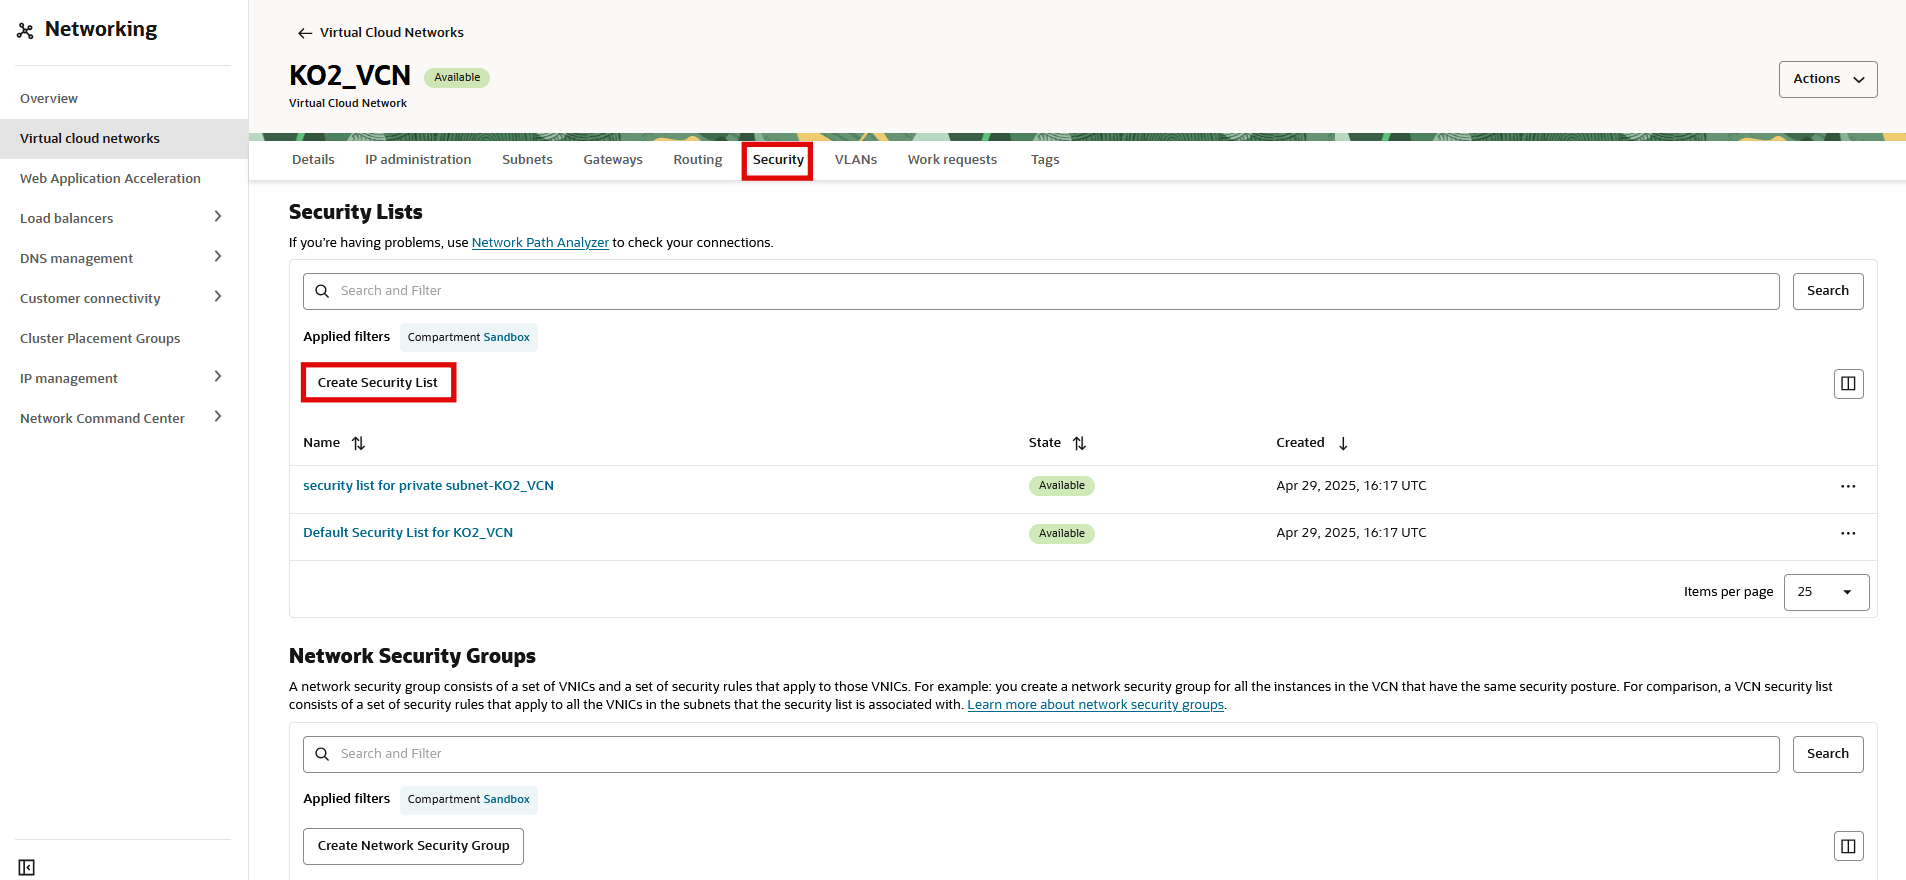 Networking
Overview
Virtual cloud networks
Web Application Acceleration
Load balancers
DNS management
Customer connectivity
Cluster Placement Groups
IP management
Network Command Center
Virtual Cloud Networks
KO2_VCN Available
Virtual Cloud Network
Actions
Details IP administration Subnets Gateways Routing Security VLANs Work requests Tags
Security Lists
If you’re having problems, use Network Path Analyzer to check your connections.
Search and Filter Search
Applied filters Compartment Sandbox
Create Security List
Name State Created
security list for private subnet-KO2_VCN Available Apr 29, 2025, 16:17 UTC
Default Security List for KO2_VCN Available Apr 29, 2025, 16:17 UTC
Items per page 25
Network Security Groups
A network security group consists of a set of VNICs and a set of security rules that apply to those VNICs. For example: you create a network security group for all the instances in the VCN that have the same security posture. For comparison, a VCN security list
consists of a set of security rules that apply to all the VNICs in the subnets that the security list is associated with. Learn more about network security groups.
Search and Filter Search
Applied filters Compartment Sandbox
Create Network Security Group